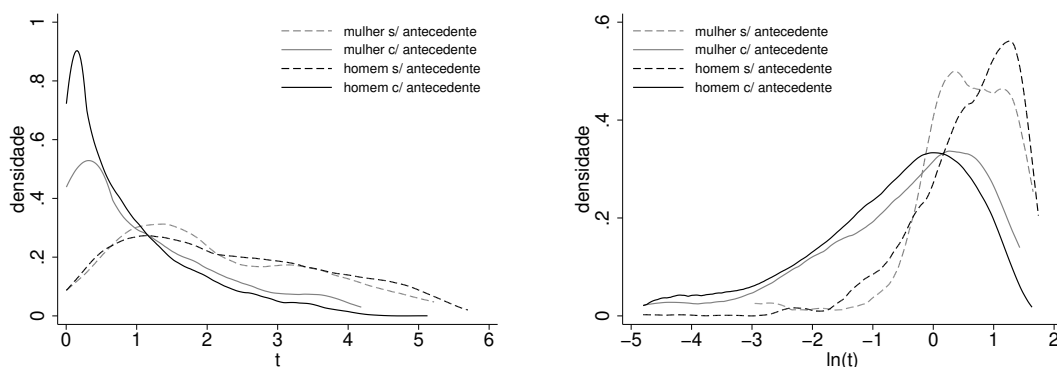 mulher s/ antecedente
mulher c/ antecedente
homem s/ antecedente
homem c/ antecedente
densidade
0 .2 .4 .6 .8 1
0 1 2 3 4 5 6
t
mulher s/ antecedente
mulher c/ antecedente
homem s/ antecedente
homem c/ antecedente
densidade
0 .2 .4 .6
−5 −4 −3 −2 −1 0 1 2
ln(t)